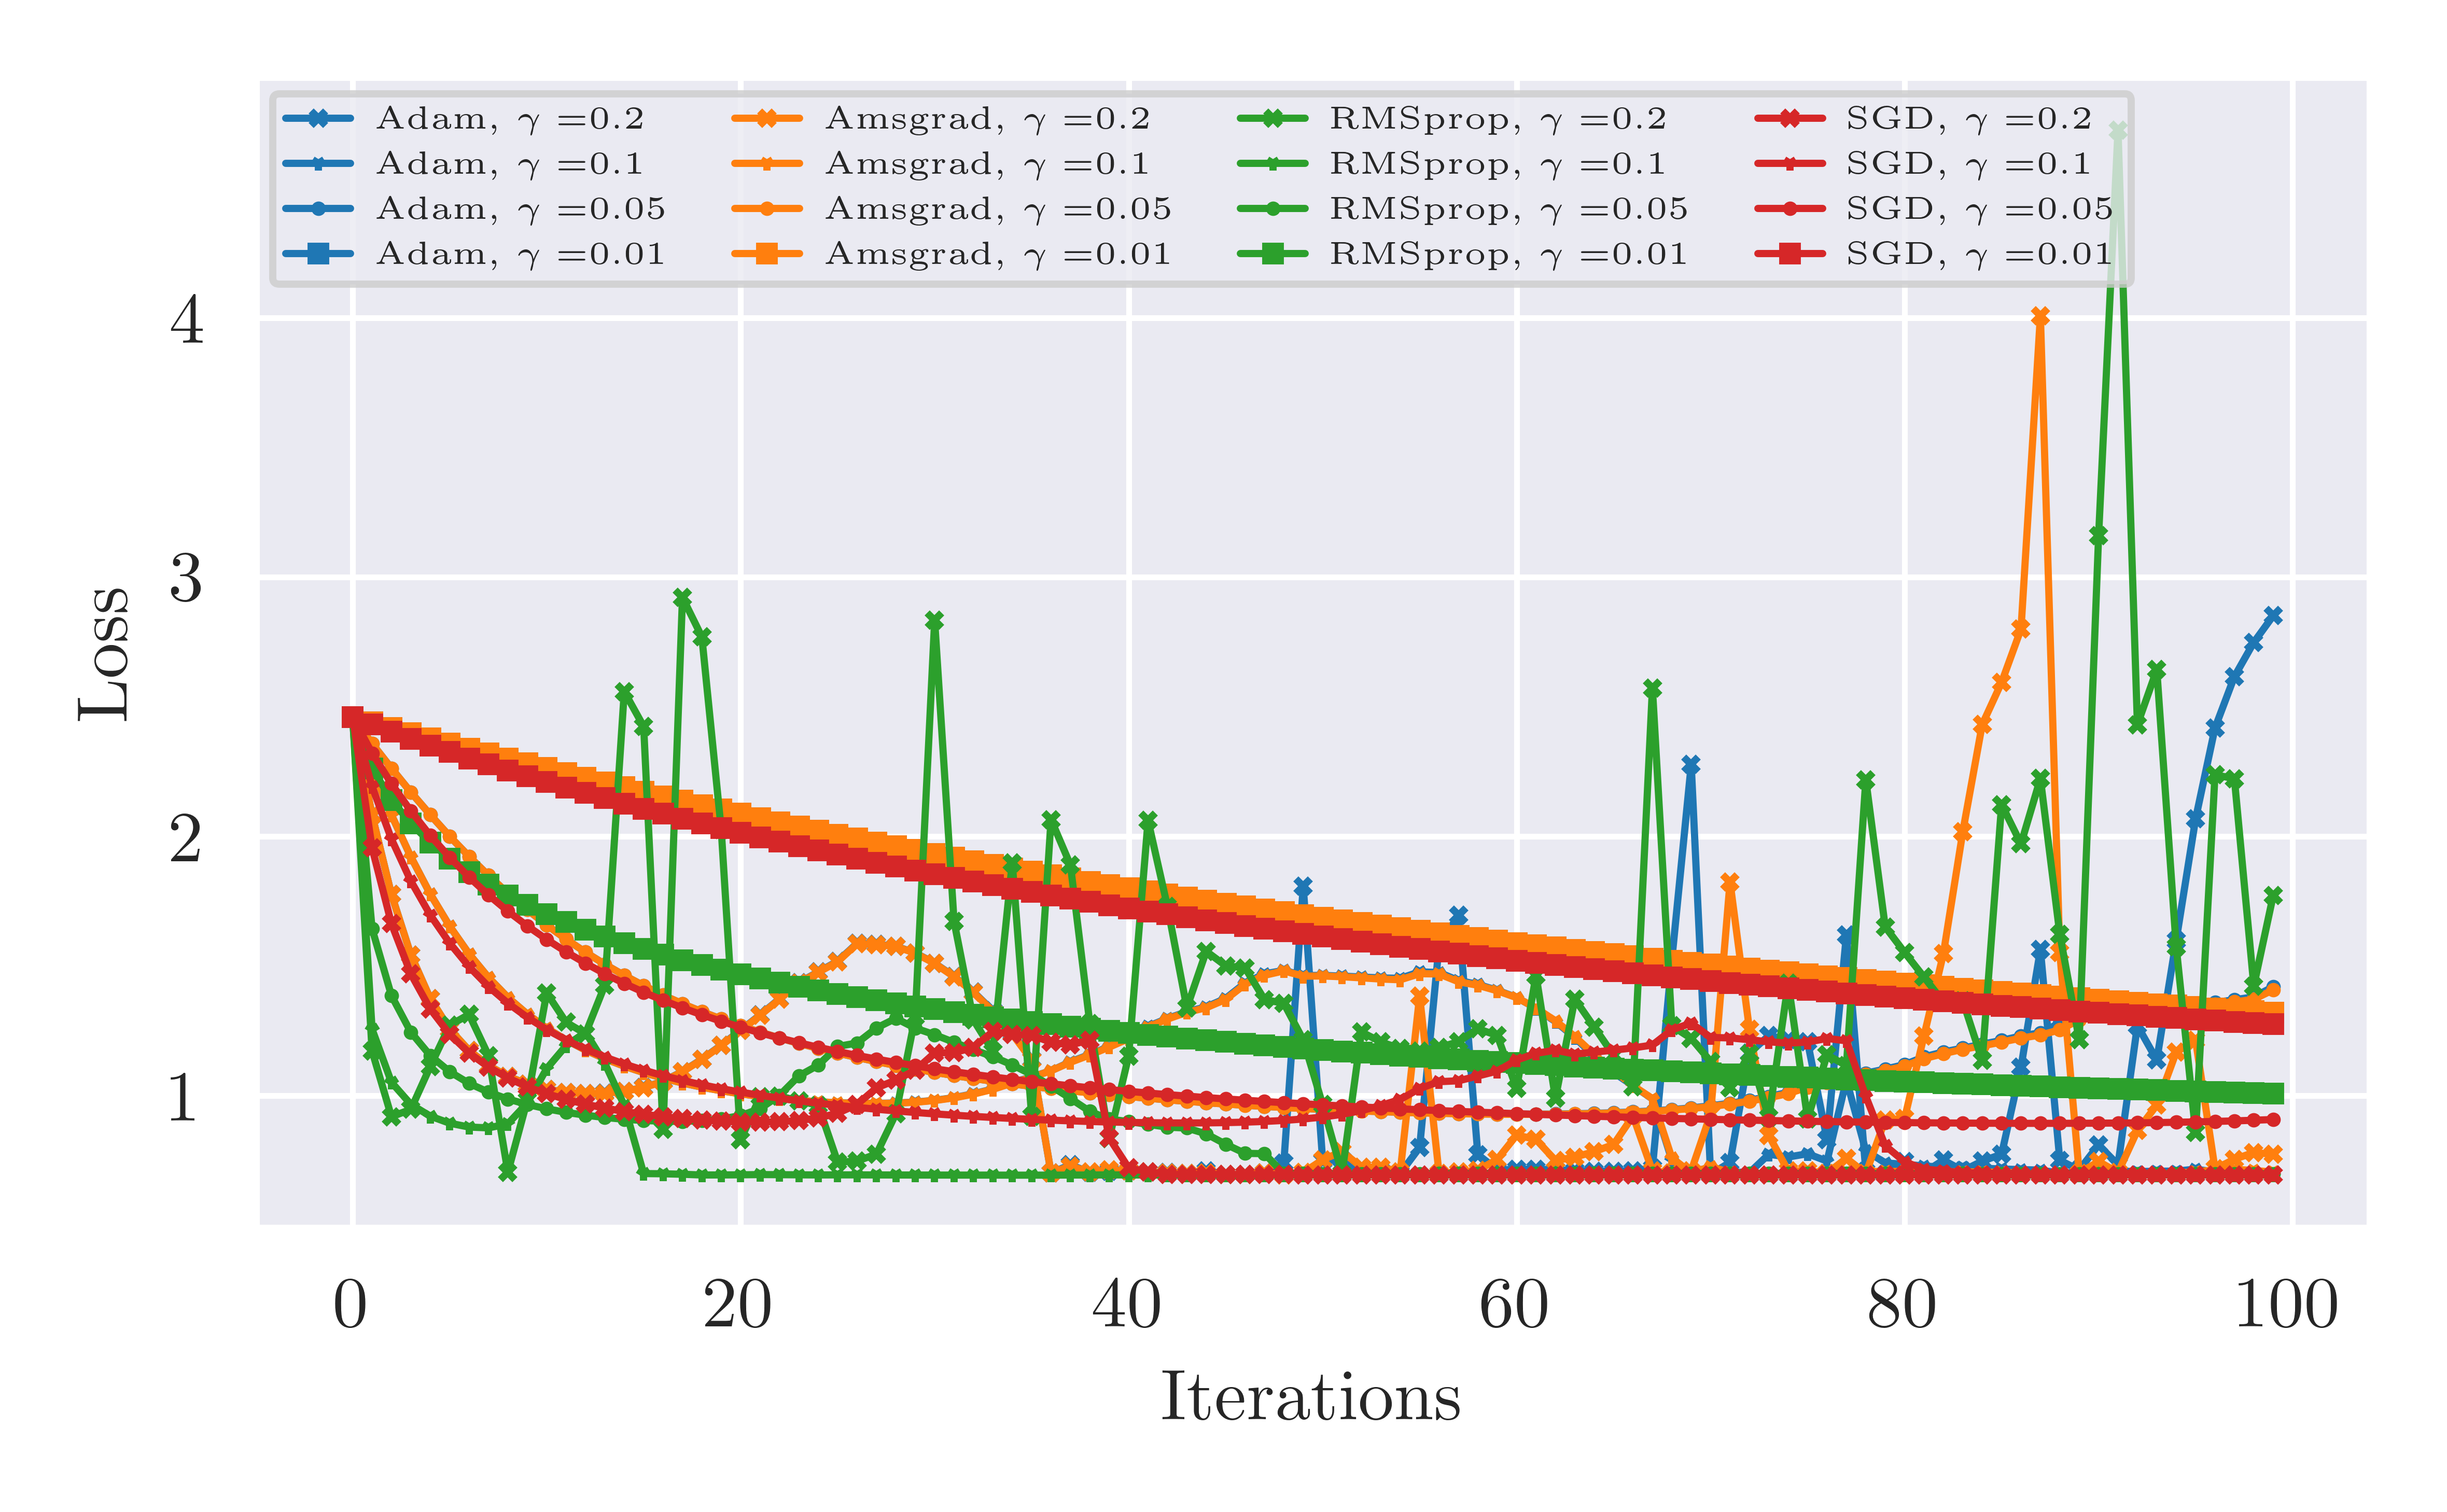 Adam, γ =0.2
Adam, γ =0.1
Adam, γ =0.05
Adam, γ =0.01
Amsgrad, γ =0.2
Amsgrad, γ =0.1
Amsgrad, γ =0.05
Amsgrad, γ =0.01
RMSprop, γ =0.2
RMSprop, γ =0.1
RMSprop, γ =0.05
RMSprop, γ =0.01
SGD, γ =0.2
SGD, γ =0.1
SGD, γ =0.05
SGD, γ =0.01
4
3
2
1
Loss
0 20 40 60 80 100
Iterations